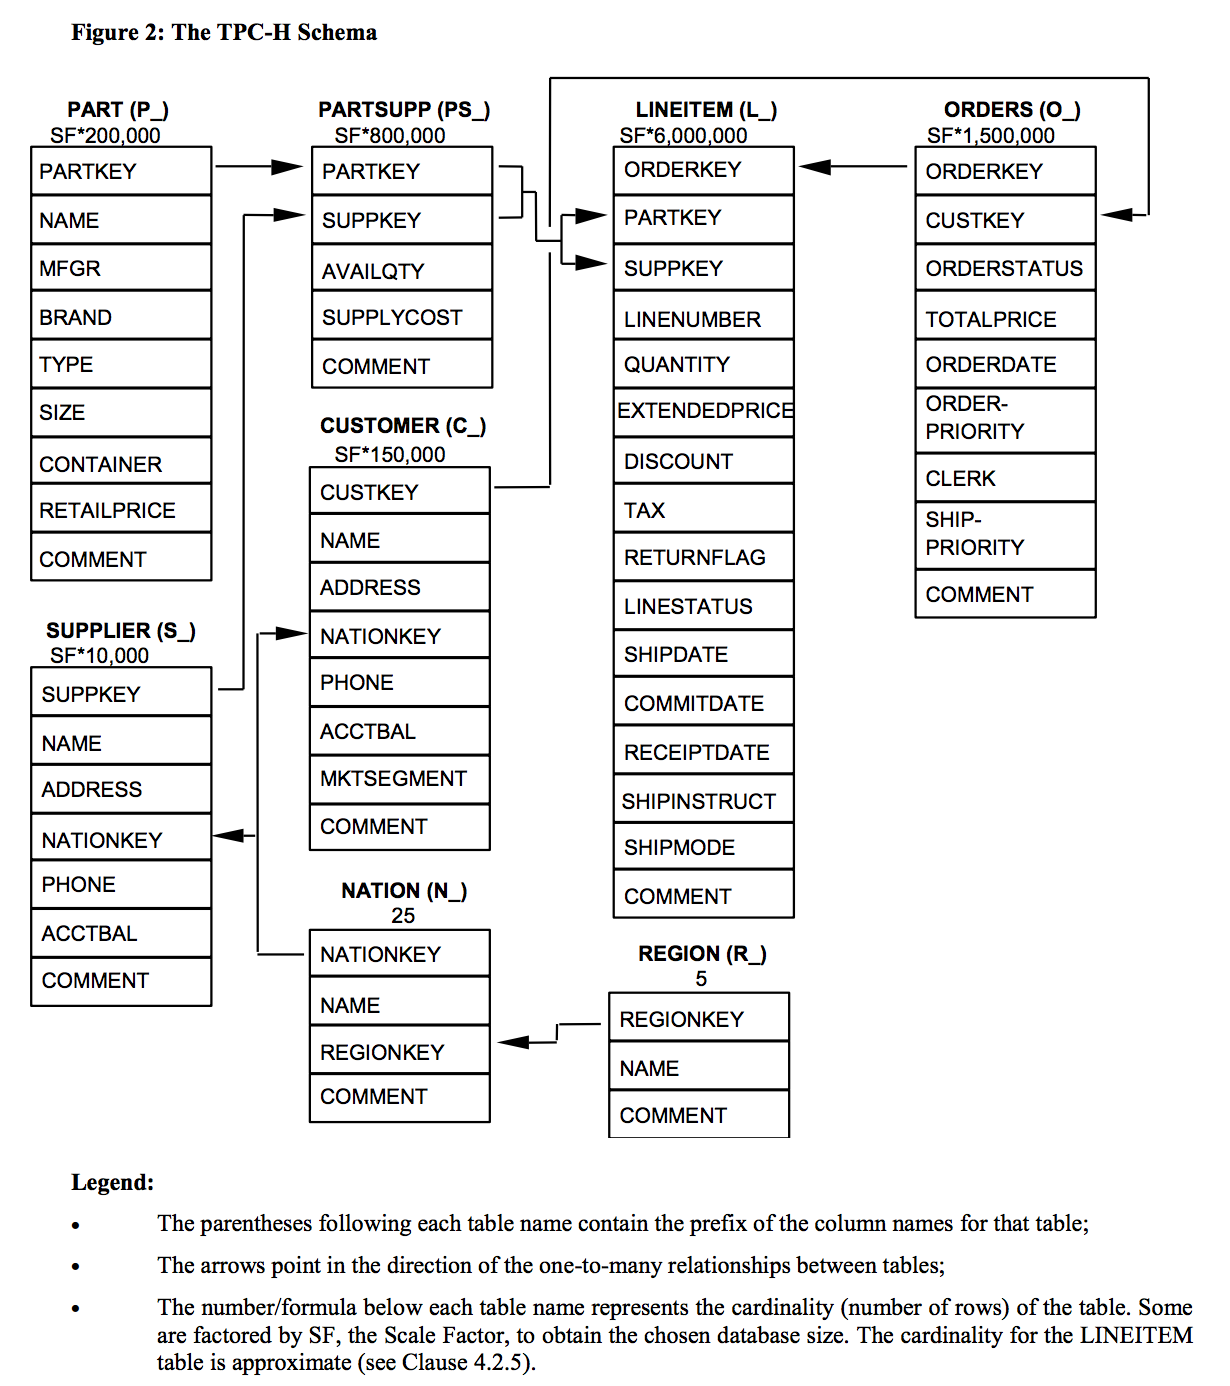 Figure 2: The TPC-H Schema
PART (P_)
SF*200,000
PARTKEY
NAME
MFGR
BRAND
TYPE
SIZE
CONTAINER
RETAILPRICE
COMMENT
SUPPLIER (S_)
SF*10,000
SUPPKEY
NAME
ADDRESS
NATIONKEY
PHONE
ACCTBAL
COMMENT
PARTSUPP (PS_)
SF*800,000
PARTKEY
SUPPKEY
AVAILQTY
SUPPLYCOST
COMMENT
CUSTOMER (C_)
SF*150,000
CUSTKEY
NAME
ADDRESS
NATIONKEY
PHONE
ACCTBAL
MKTSEGMENT
COMMENT
NATION (N_)
25
NATIONKEY
NAME
REGIONKEY
COMMENT
LINEITEM (L_)
SF*6,000,000
ORDERKEY
PARTKEY
SUPPKEY
LINENUMBER
QUANTITY
EXTENDEDPRICE
DISCOUNT
TAX
RETURNFLAG
LINESTATUS
SHIPDATE
COMMITDATE
RECEIPTDATE
SHIPINSTRUCT
SHIPMODE
COMMENT
REGION (R_)
5
REGIONKEY
NAME
COMMENT
ORDERS (O_)
SF*1,500,000
ORDERKEY
CUSTKEY
ORDERSTATUS
TOTALPRICE
ORDERDATE
ORDER-
PRIORITY
CLERK
SHIP-
PRIORITY
COMMENT
Legend:
• The parentheses following each table name contain the prefix of the column names for that table;
• The arrows point in the direction of the one-to-many relationships between tables;
• The number/formula below each table name represents the cardinality (number of rows) of the table. Some
are factored by SF, the Scale Factor, to obtain the chosen database size. The cardinality for the LINEITEM
table is approximate (see Clause 4.2.5).